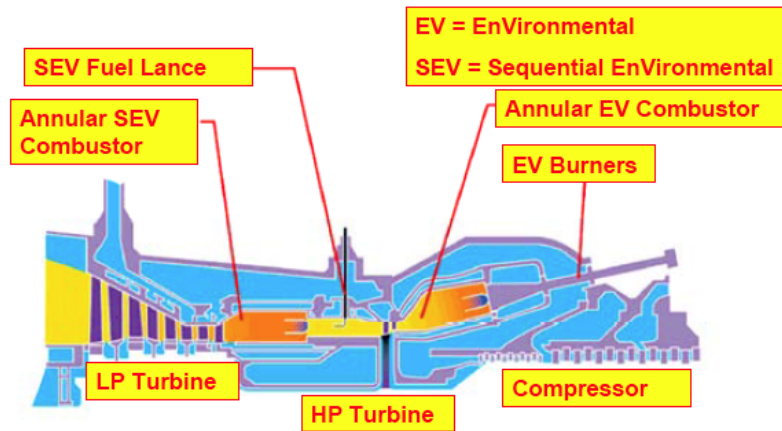 EV = EnVironmental
SEV = Sequential EnVironmental
SEV Fuel Lance
Annular SEV
Combustor
Annular EV Combustor
EV Burners
LP Turbine
HP Turbine
Compressor